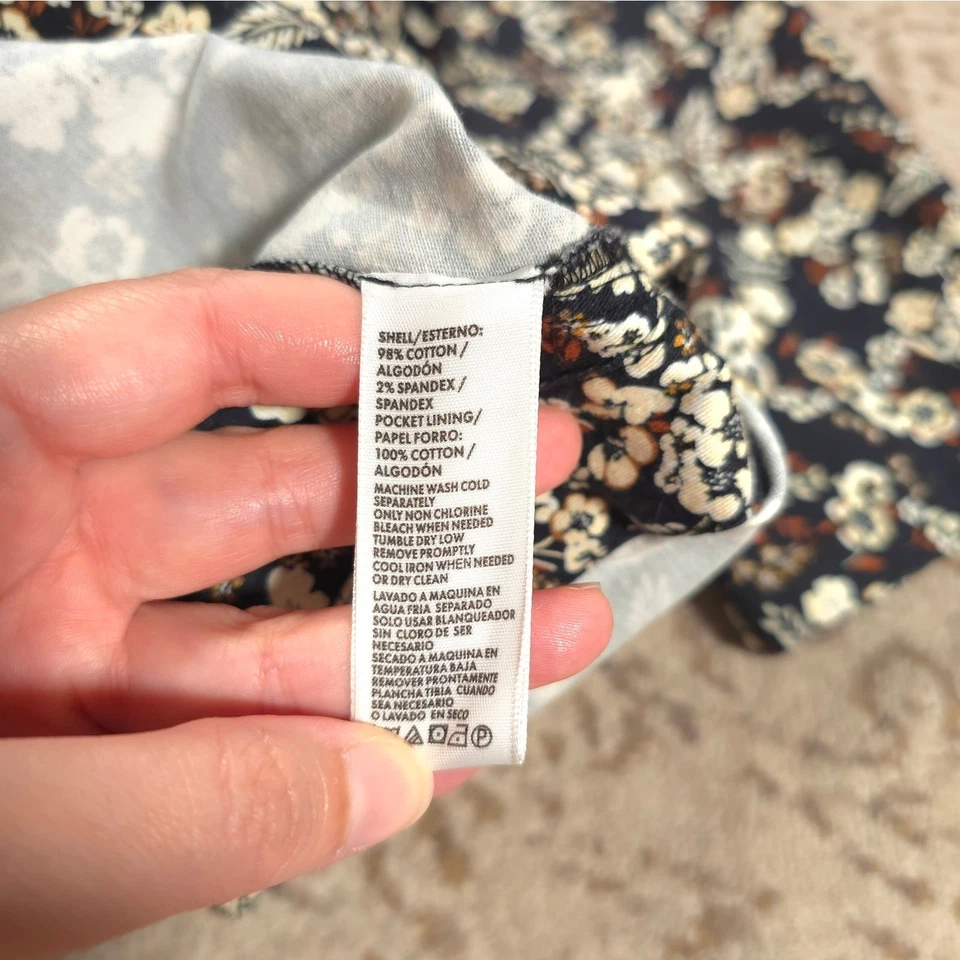 SHELL/ESTERNO:
98% COTTON /
ALGODÓN
2% SPANDEX /
SPANDEX
POCKET LINING/
PAPEL FORRO:
100% COTTON /
ALGODÓN
MACHINE WASH COLD
SEPARATELY
ONLY NON CHLORINE
BLEACH WHEN NEEDED
TUMBLE DRY LOW
REMOVE PROMPTLY
COOL IRON WHEN NEEDED
OR DRY CLEAN
LAVADO A MAQUINA EN
AGUA FRIA SEPARADO
SOLO USAR BLANQUEADOR
SIN CLORO DE SER
NECESARIO
SECADO A MAQUINA EN
TEMPERATURA BAJA
REMOVER PRONTAMENTE
PLANCHA TIBIA CUANDO
SEA NECESARIO
O LAVADO EN SECO
P